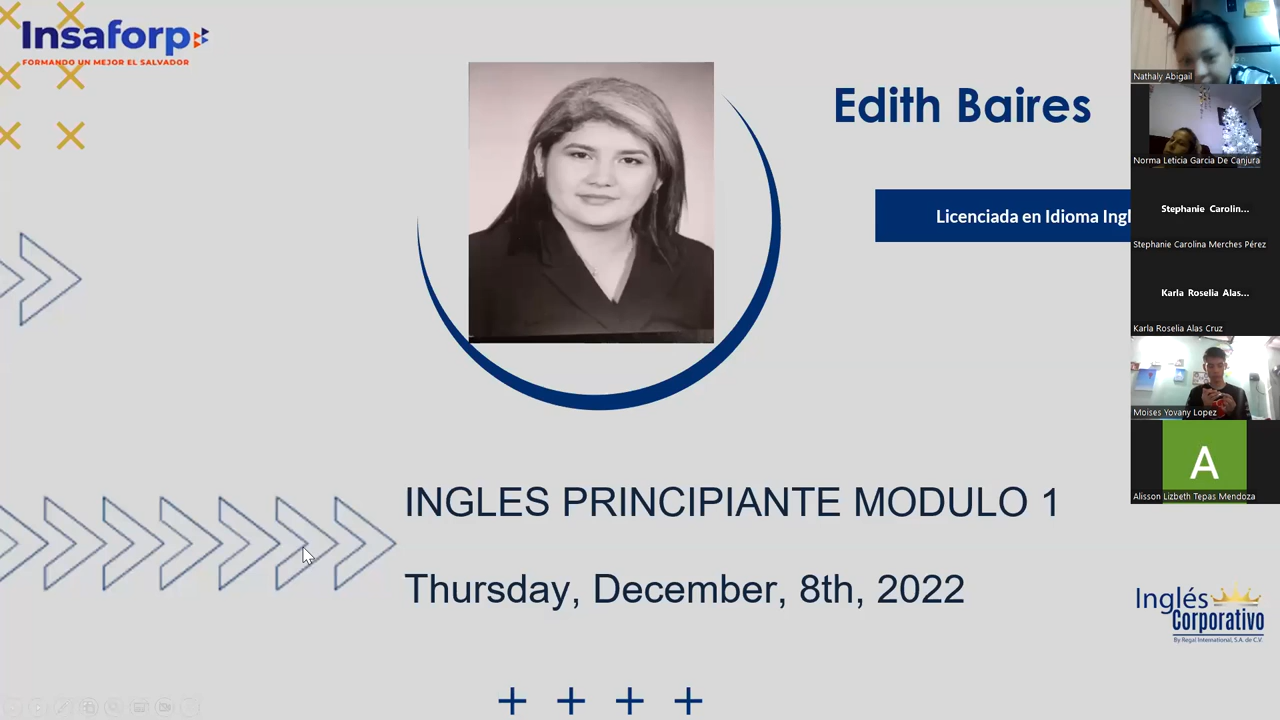 Insaforp
FORMANDO UN MEJOR EL SALVADOR
Edith Baires
Licenciada en Idioma Ingl
INGLES PRINCIPIANTE MODULO 1
Thursday, December, 8th, 2022
Nathaly Abigail
Norma Leticia Garcia De Canjura
Stephanie Carolin...
Stephanie Carolina Merches Pérez
Karla Roselia Alas...
Karla Roselia Alas Cruz
Moises Yovany Lopez
A
Alisson Lizbeth Tepas Mendoza
Inglés
Corporativo
By Regal International, S.A. de C.V.